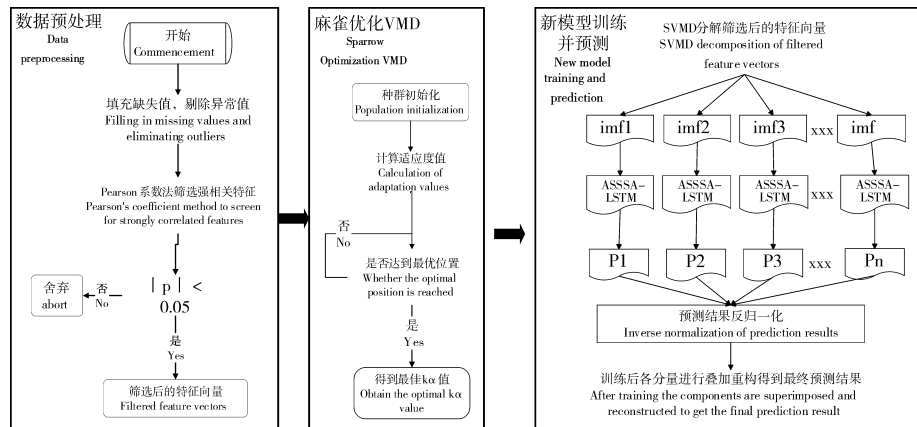 数据预处理
Data
preprocessing
开始
Commencement
填充缺失值，剔除异常值
Filling in missing values and
eliminating outliers
Pearson 系数法筛选强相关特征
Pearson's coefficient method to screen
for strongly correlated features
| p | <
0.05
否
No
舍弃
abort
是
Yes
筛选后的特征向量
Filtered feature vectors
麻雀优化VMD
Sparrow
Optimization VMD
种群初始化
Population initialization
计算适应度值
Calculation of
adaptation values
否
No
是否达到最优位置
Whether the optimal
position is reached
是
Yes
得到最佳kα值
Obtain the optimal kα
value
新模型训练
并预测
New model
training and
prediction
SVMD分解筛选后的特征向量
SVMD decomposition of filtered
feature vectors
imf1 imf2 imf3 xxx imf
ASSSA-
LSTM
ASSSA-
LSTM
ASSSA-
LSTM
xxx
ASSSA-
LSTM
P1 P2 P3 xxx Pn
预测结果反归一化
Inverse normalization of prediction results
训练后各分量进行叠加重构得到最终预测结果
After training the components are superimposed and
reconstructed to get the final prediction result